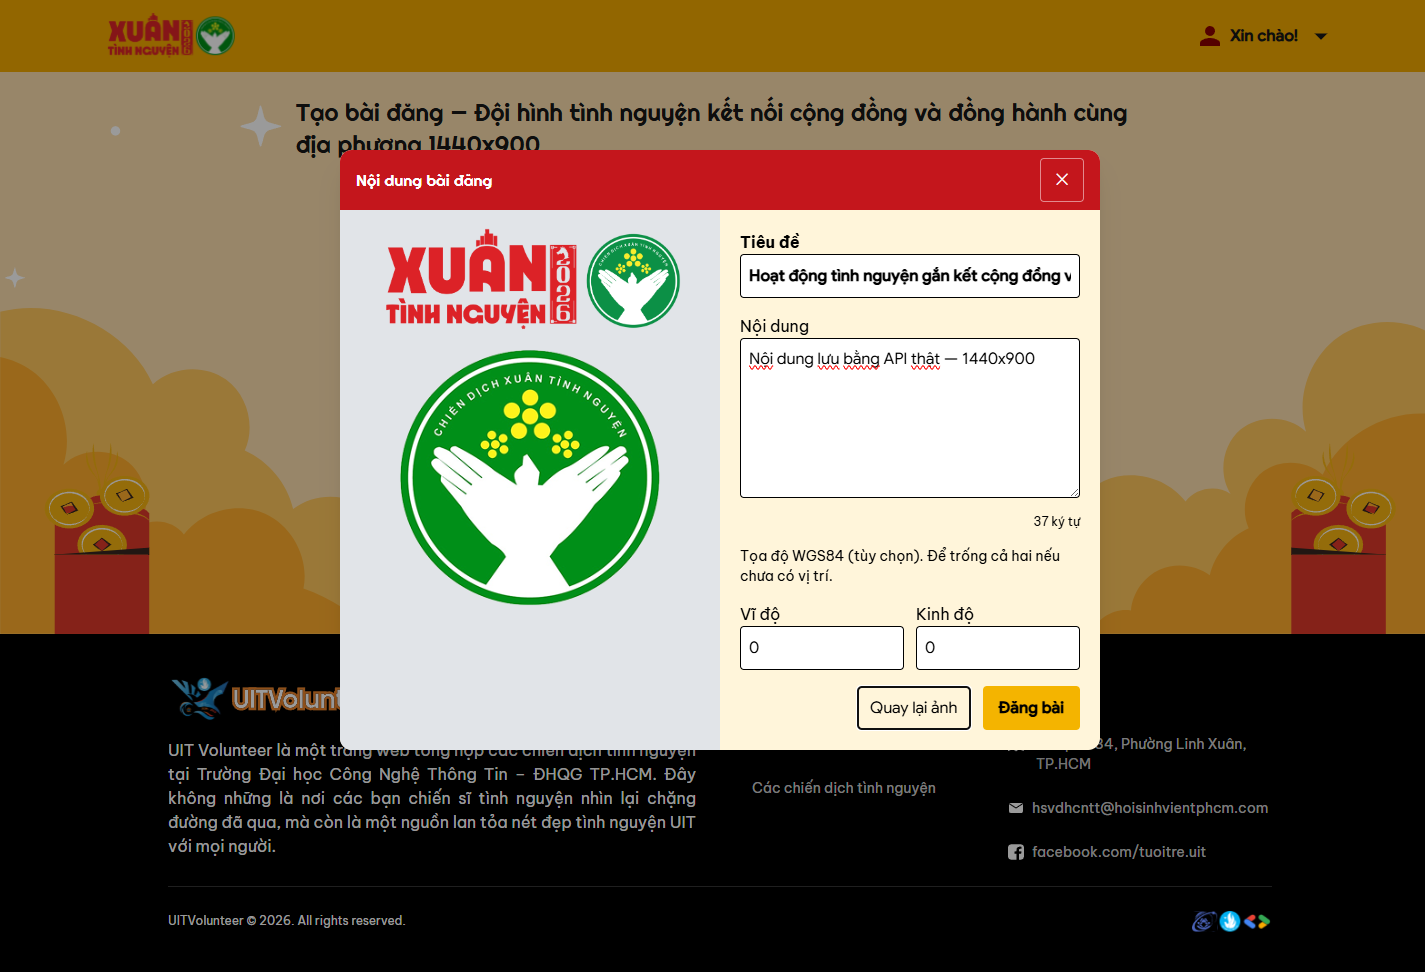 XUÂN
TÌNH NGUYỆN
2026
Xin chào!
Tạo bài đăng — Đội hình tình nguyện kết nối cộng đồng và đồng hành cùng
địa phương 1440x900
Nội dung bài đăng
XUÂN
TÌNH NGUYỆN
2026
CHIẾN DỊCH XUÂN TÌNH NGUYỆN
CHIẾN DỊCH XUÂN TÌNH NGUYỆN
Tiêu đề
Hoạt động tình nguyện gắn kết cộng đồng v
Nội dung
Nội dung lưu bằng API thật — 1440x900
37 ký tự
Tọa độ WGS84 (tùy chọn). Để trống cả hai nếu
chưa có vị trí.
Vĩ độ
Kinh độ
0
0
Quay lại ảnh
Đăng bài
UITVolunt
UIT Volunteer là một trang web tổng hợp các chiến dịch tình nguyện
tại Trường Đại học Công Nghệ Thông Tin – ĐHQG TP.HCM. Đây
không những là nơi các bạn chiến sĩ tình nguyện nhìn lại chặng
đường đã qua, mà còn là một nguồn lan tỏa nét đẹp tình nguyện UIT
với mọi người.
Các chiến dịch tình nguyện
34, Phường Linh Xuân,
TP.HCM
hsvdhcntt@hoisinhvientphcm.com
facebook.com/tuoitre.uit
UITVolunteer © 2026. All rights reserved.